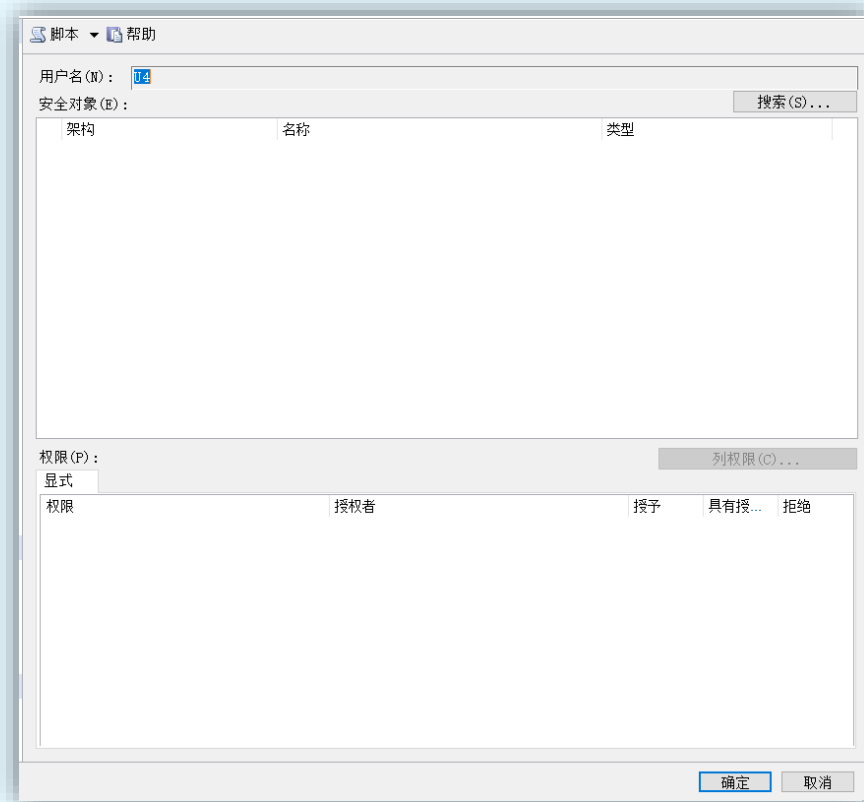 脚本 帮助
用户名(N): U4
安全对象(E):
搜索(S)...
架构 名称 类型
权限(P):
列权限(C)...
显式
权限 授权者 授予 具有授... 拒绝
确定 取消